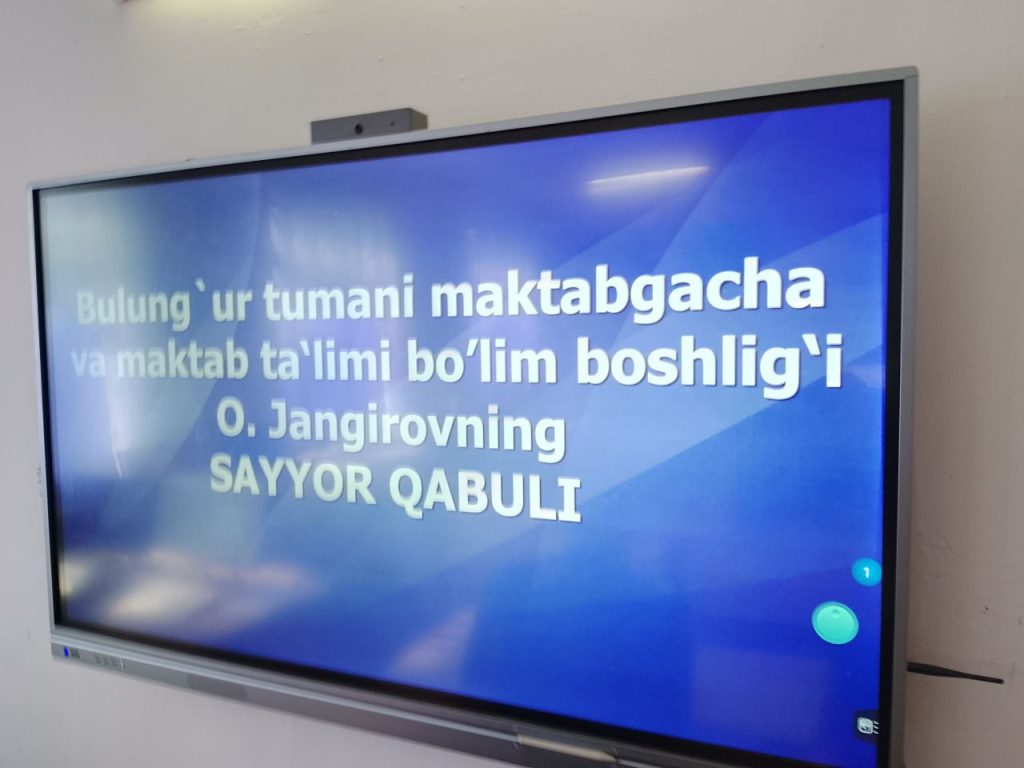 Bulung`ur tumani maktabgacha
va maktab ta‘limi bo’lim boshlig‘i
O. Jangirovning
SAYYOR QABULI